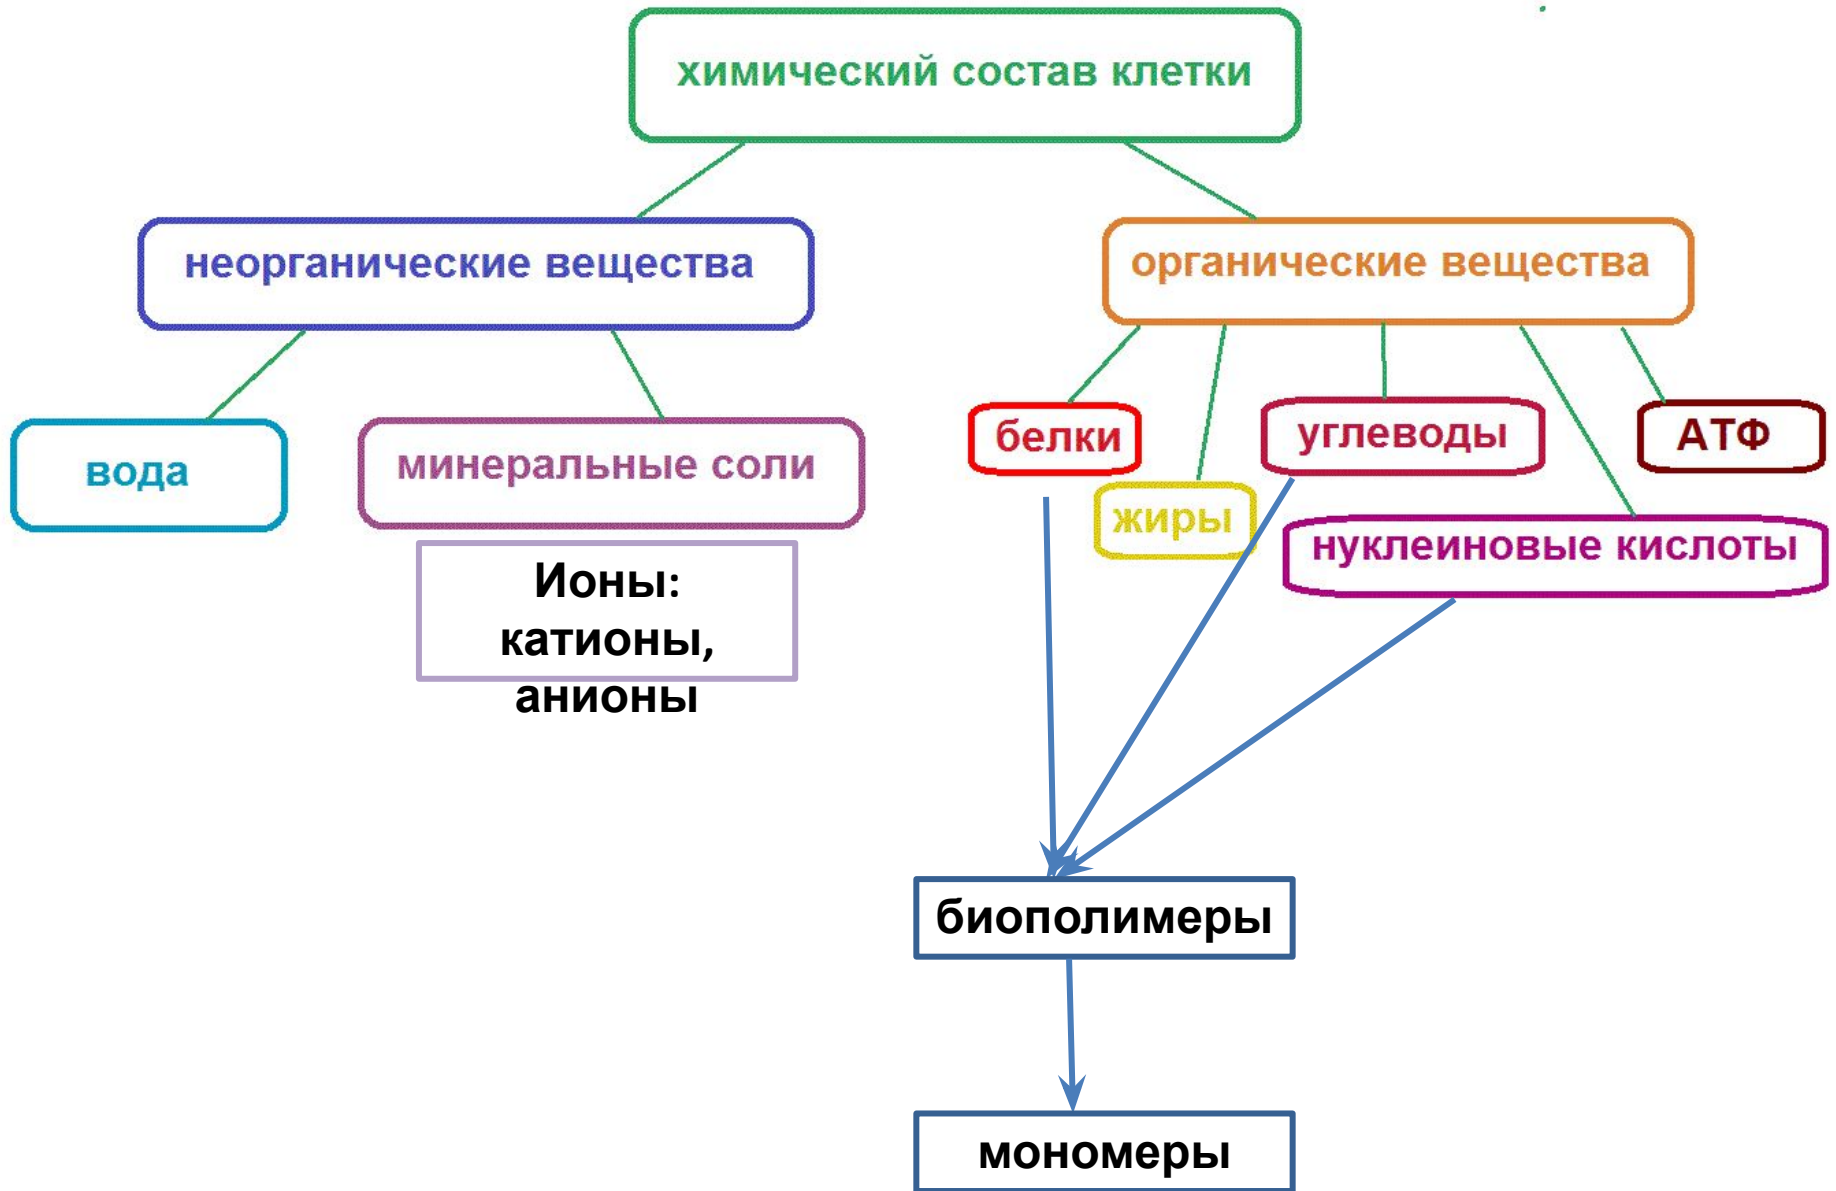 химический состав клетки
неорганические вещества
органические вещества
вода
минеральные соли
белки
жиры
углеводы
АТФ
нуклеиновые кислоты
Ионы:
катионы,
анионы
биополимеры
мономеры